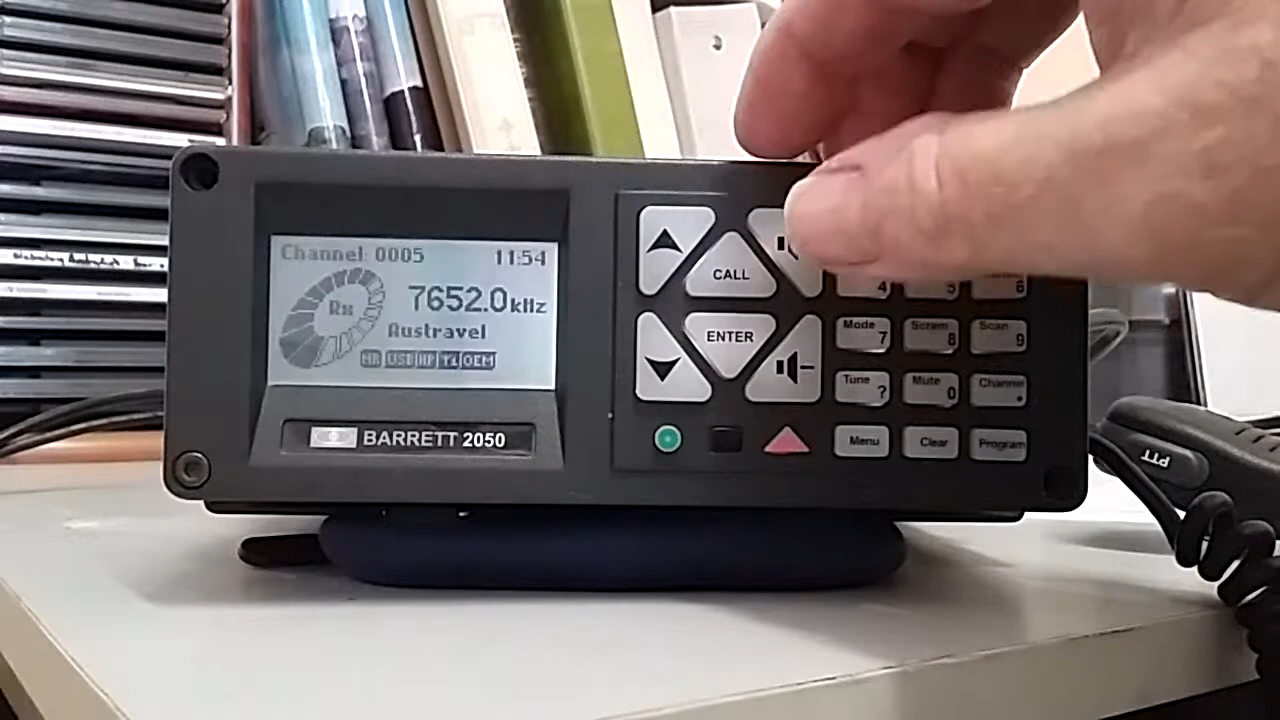 Channel: 0005 11:54
Rx
7652.0kHz
Austravel
USB HP OEM
BARRETT 2050
CALL
ENTER
4 5 6
Mode 7 Scram 8 Scan 9
Tune ? Mute 0 Channel .
Menu Clear Program
PTT